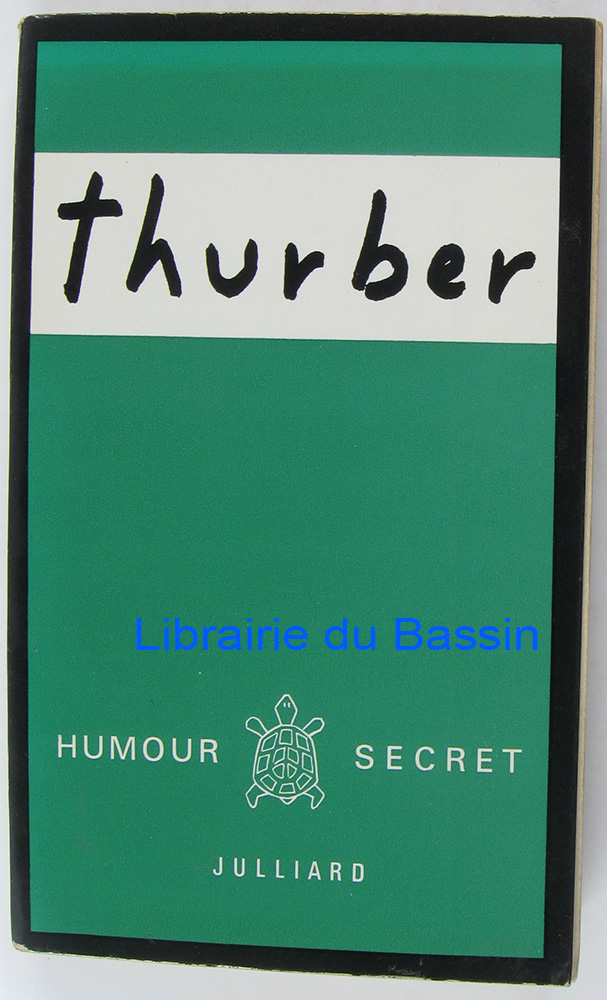 thurber
Librairie du Bassin
HUMOUR SECRET
JULLIARD